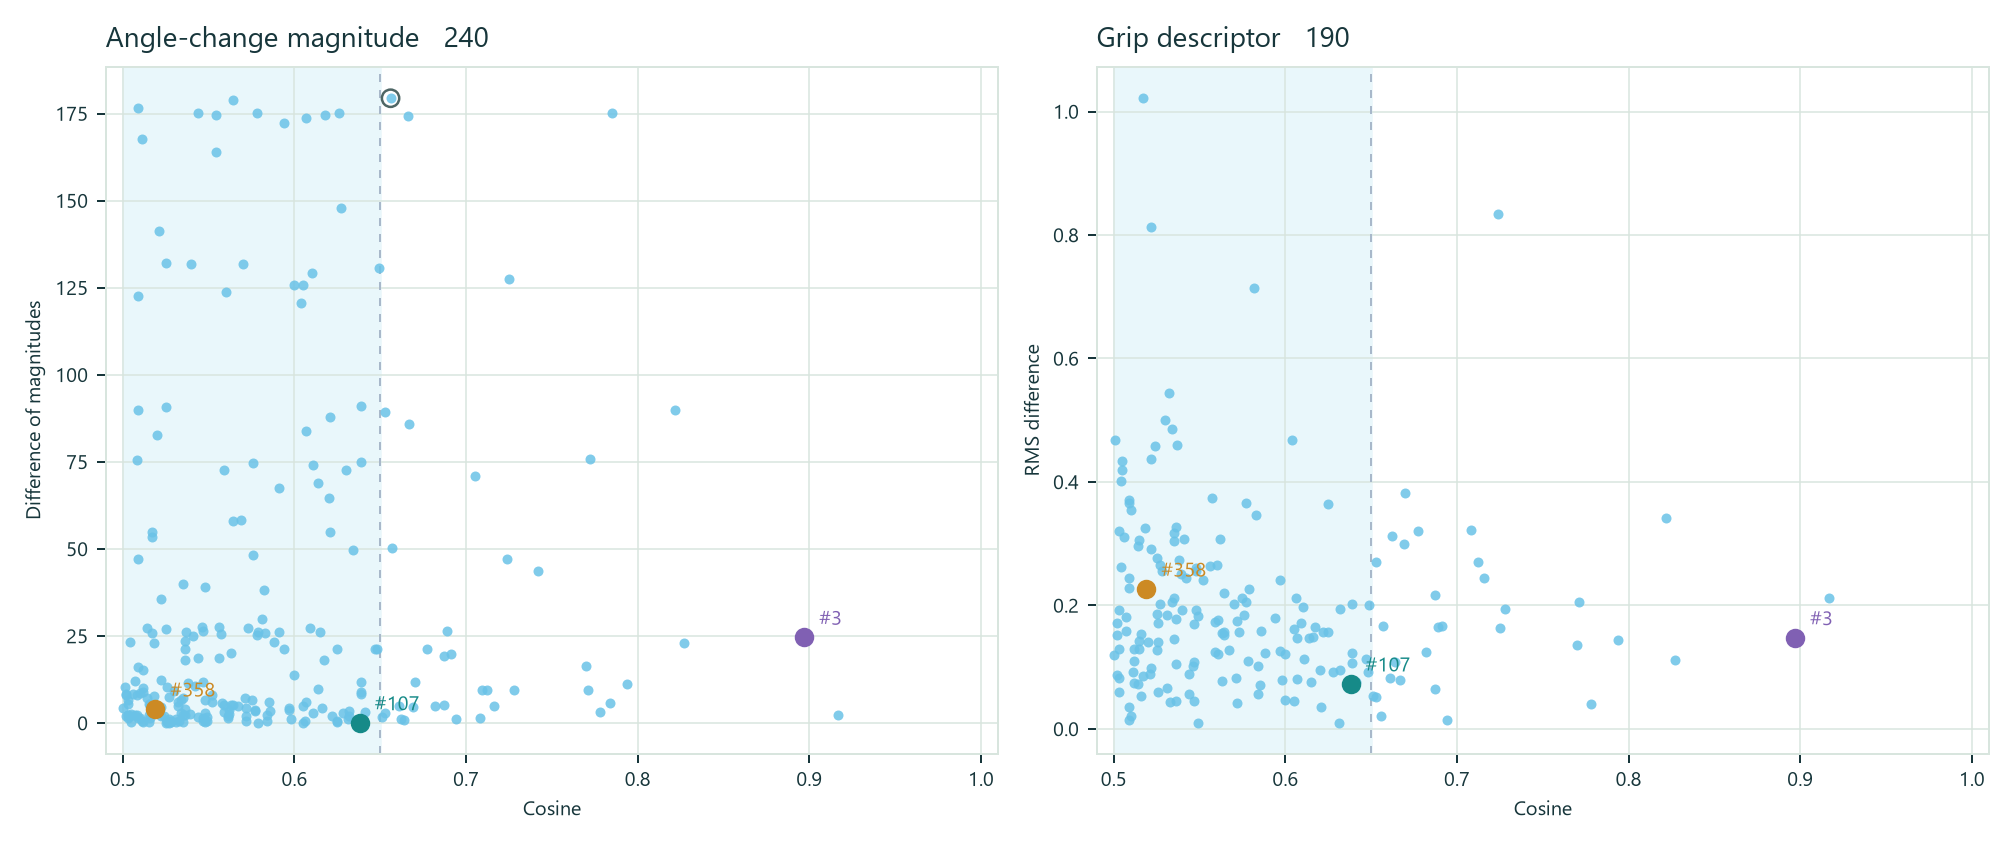 Angle-change magnitude 240
Difference of magnitudes
175
150
125
100
75
50
25
0
#358
#107
#3
0.5 0.6 0.7 0.8 0.9 1.0
Cosine
Grip descriptor 190
RMS difference
1.0
0.8
0.6
0.4
0.2
0.0
#358
#107
#3
0.5 0.6 0.7 0.8 0.9 1.0
Cosine